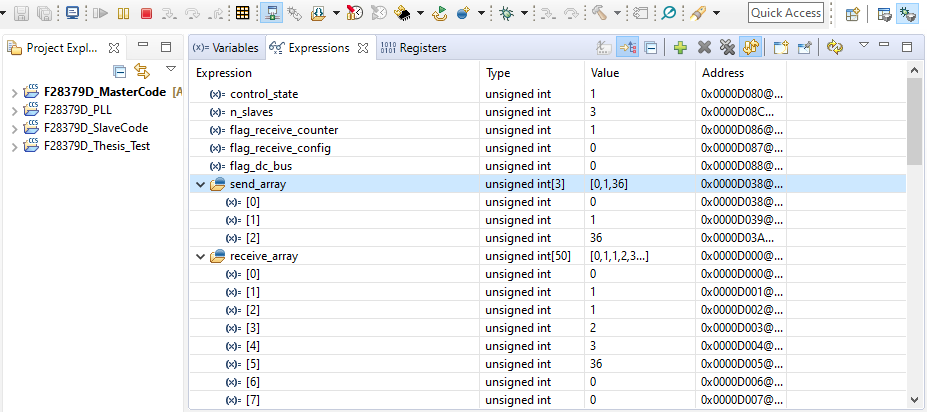 Quick Access
Project Expl...
F28379D_MasterCode [A
F28379D_PLL
F28379D_SlaveCode
F28379D_Thesis_Test
(x)= Variables Expressions 1010 0101 Registers
Expression Type Value Address
(x)= control_state unsigned int 1 0x0000D080@...
(x)= n_slaves unsigned int 3 0x0000D08C...
(x)= flag_receive_counter unsigned int 1 0x0000D086@...
(x)= flag_receive_config unsigned int 0 0x0000D087@...
(x)= flag_dc_bus unsigned int 0 0x0000D088@...
send_array unsigned int[3] [0,1,36] 0x0000D038@...
(x)= [0] unsigned int 0 0x0000D038@...
(x)= [1] unsigned int 1 0x0000D039@...
(x)= [2] unsigned int 36 0x0000D03A...
receive_array unsigned int[50] [0,1,1,2,3...] 0x0000D000@...
(x)= [0] unsigned int 0 0x0000D000@...
(x)= [1] unsigned int 1 0x0000D001@...
(x)= [2] unsigned int 1 0x0000D002@...
(x)= [3] unsigned int 2 0x0000D003@...
(x)= [4] unsigned int 3 0x0000D004@...
(x)= [5] unsigned int 36 0x0000D005@...
(x)= [6] unsigned int 0 0x0000D006@...
(x)= [7] unsigned int 0 0x0000D007@...